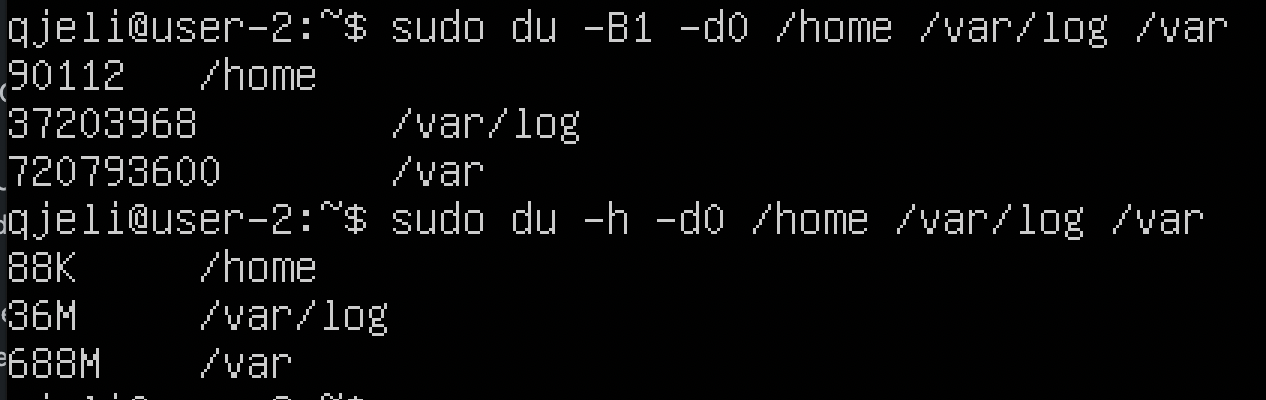 qjeli@user-2:~$ sudo du -B1 -d0 /home /var/log /var
90112   /home
37203968        /var/log
720793600       /var
qjeli@user-2:~$ sudo du -h -d0 /home /var/log /var
88K     /home
36M     /var/log
688M    /var